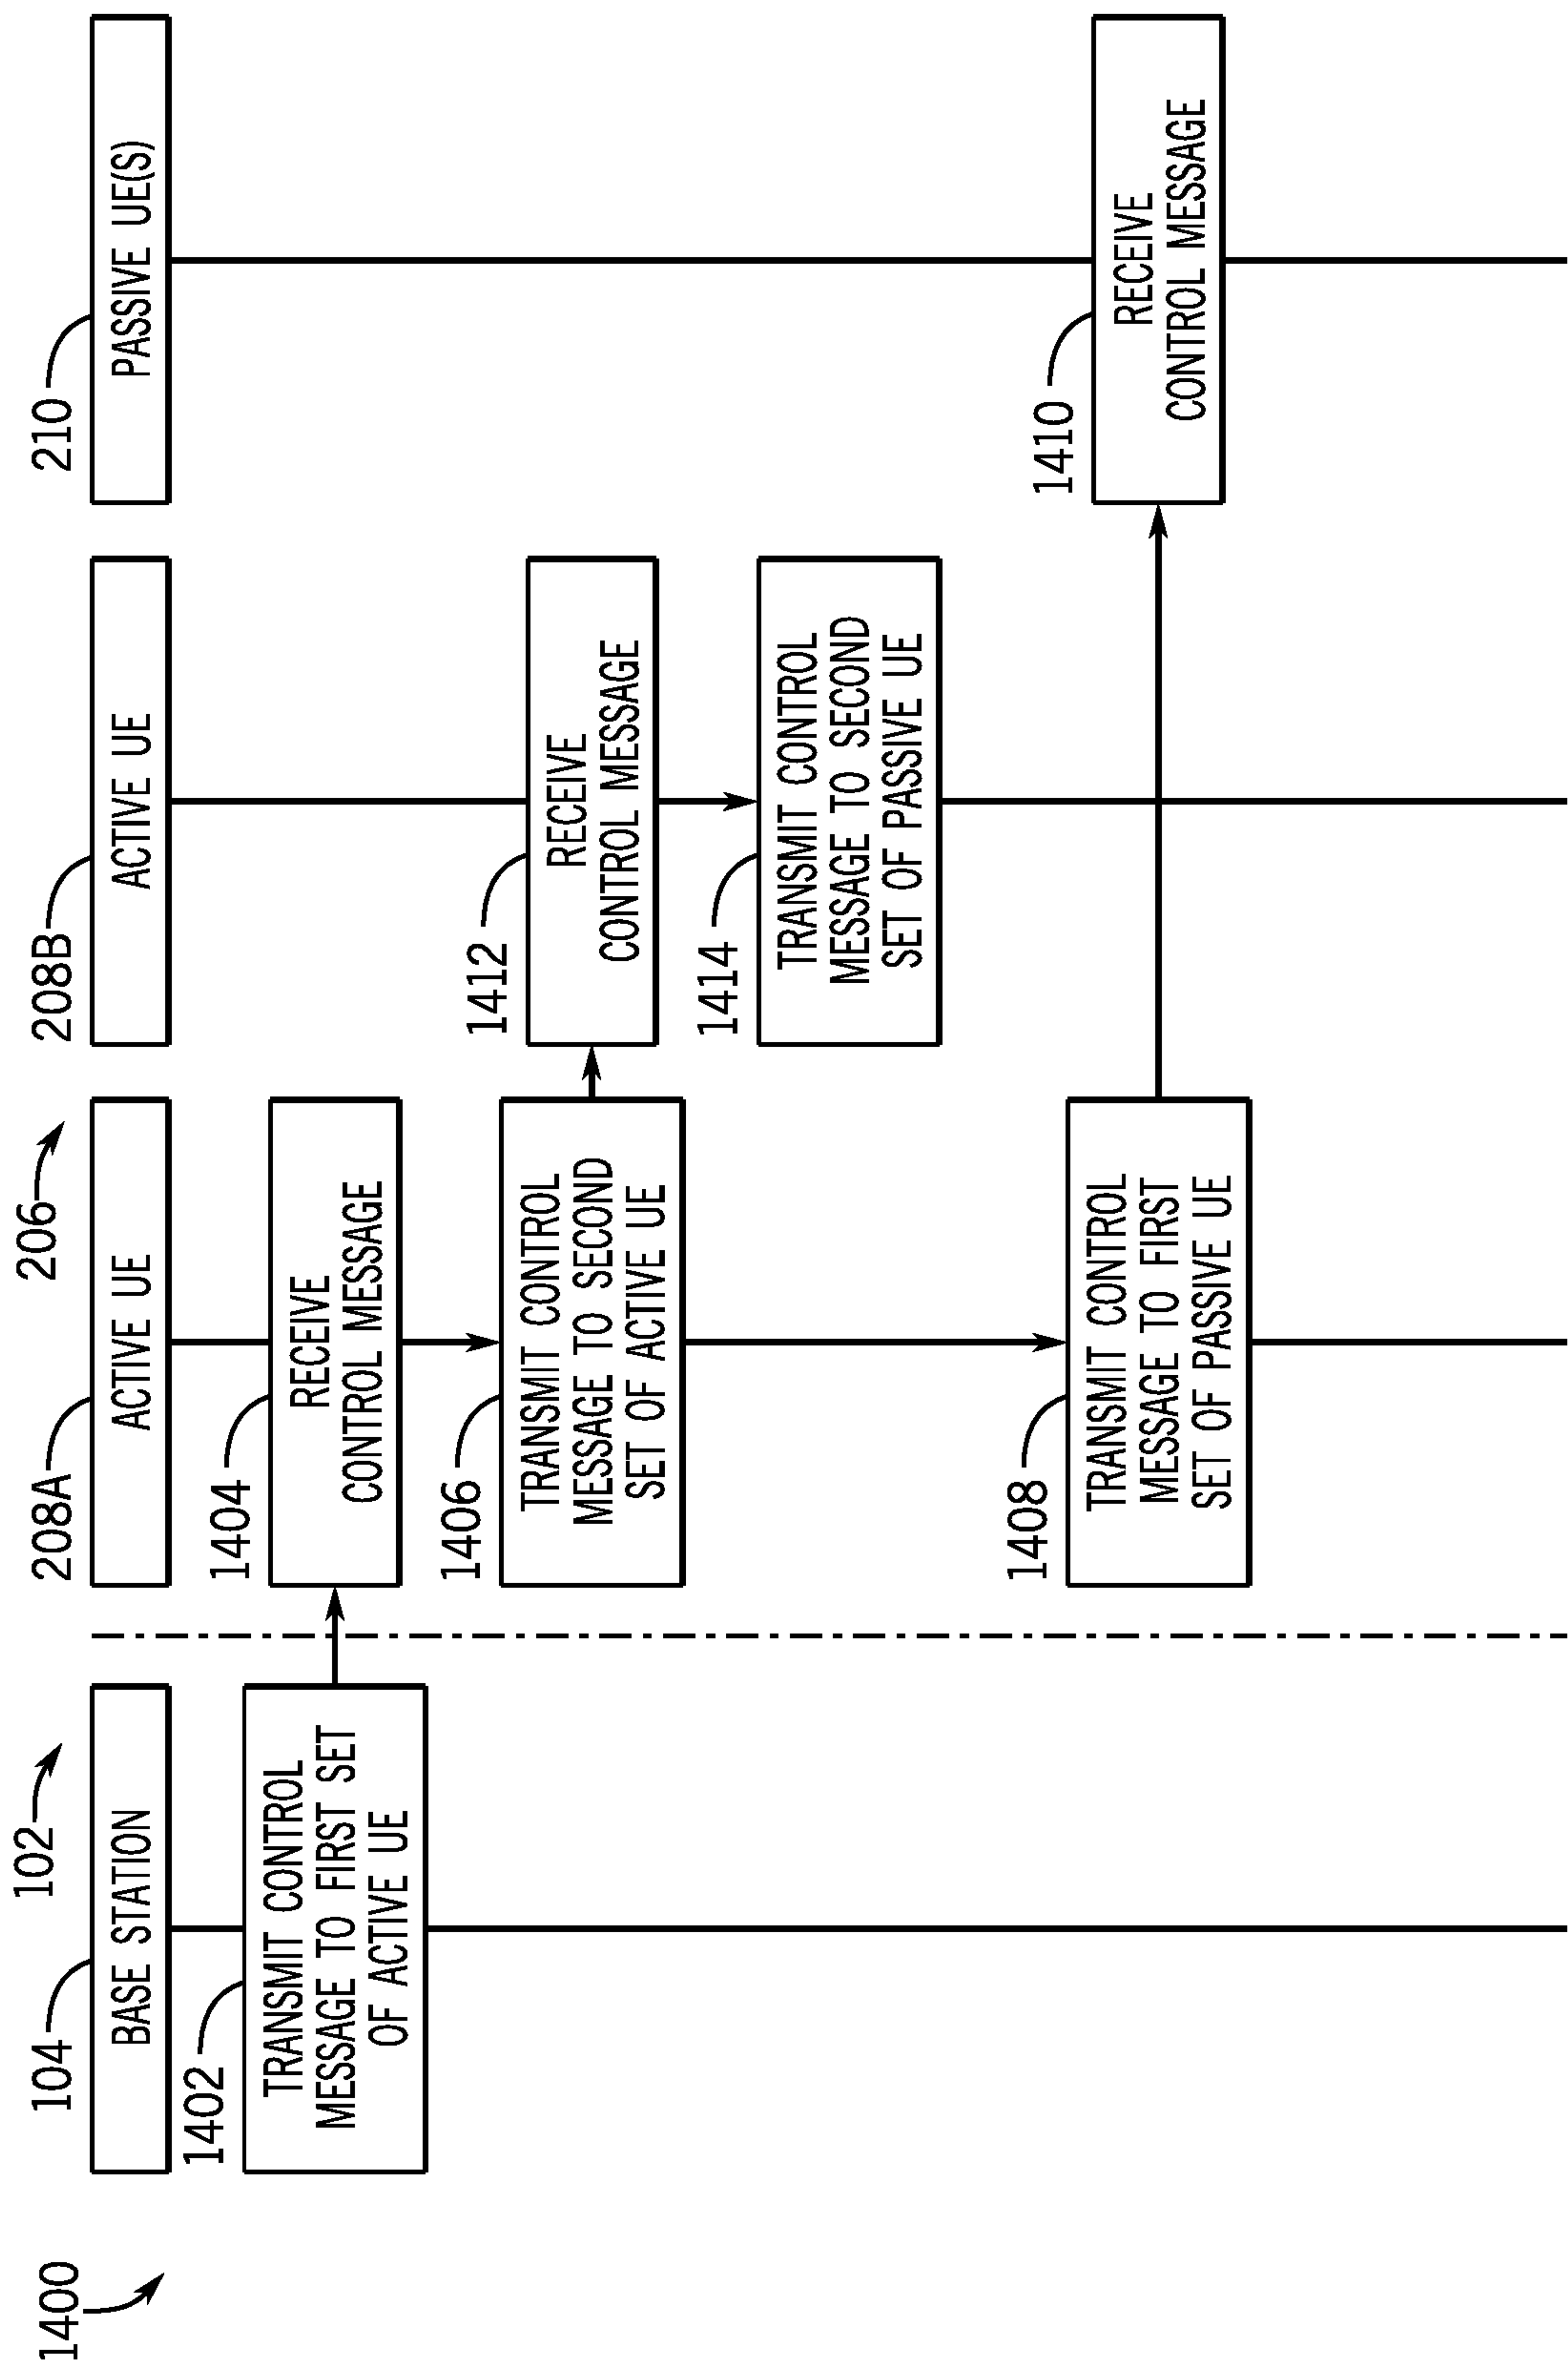 1400
102
206
104
BASE STATION
208A
ACTIVE UE
208B
ACTIVE UE
210
PASSIVE UE(S)
1402
TRANSMIT CONTROL
MESSAGE TO FIRST SET
OF ACTIVE UE
1404
RECEIVE
CONTROL MESSAGE
1406
TRANSMIT CONTROL
MESSAGE TO SECOND
SET OF ACTIVE UE
1412
RECEIVE
CONTROL MESSAGE
1414
TRANSMIT CONTROL
MESSAGE TO SECOND
SET OF PASSIVE UE
1408
TRANSMIT CONTROL
MESSAGE TO FIRST
SET OF PASSIVE UE
1410
RECEIVE
CONTROL MESSAGE